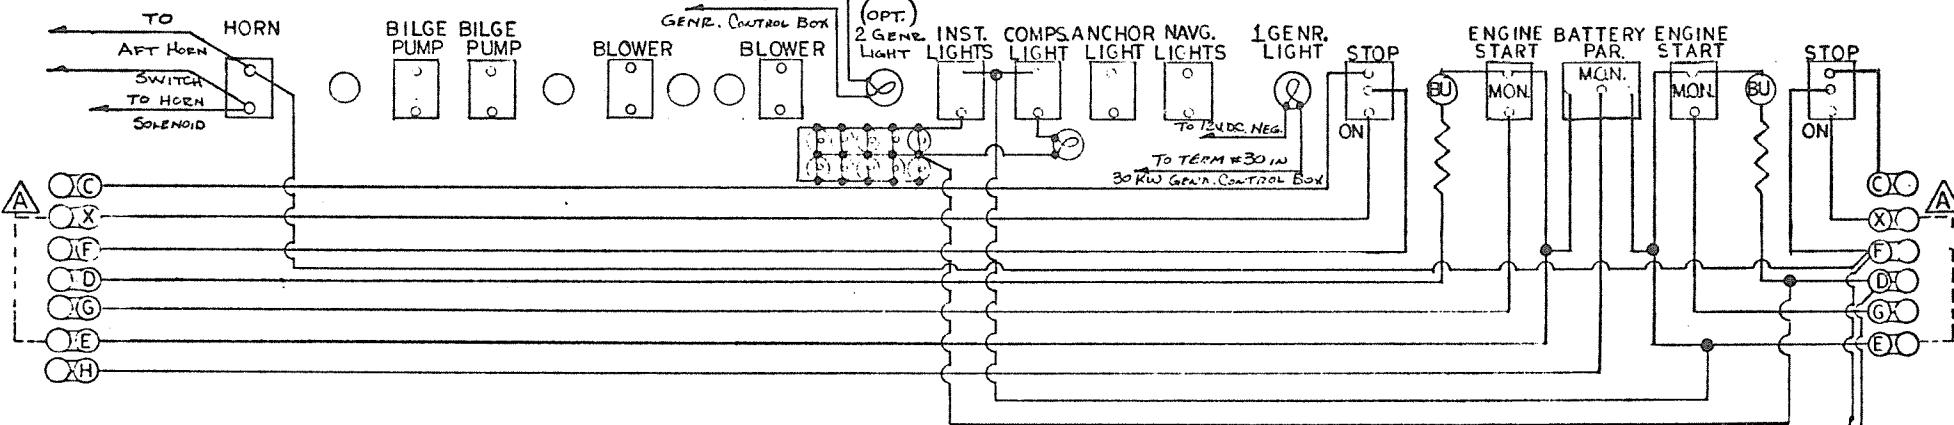 TO
AFT HORN
SWITCH
TO HORN
SOLENOID
HORN
BILGE
PUMP
BILGE
PUMP
BLOWER
GENR. CONTROL BOX
BLOWER
(OPT.)
2 GENR.
LIGHT
INST.
LIGHTS
COMPS.
LIGHT
ANCHOR
LIGHT
NAVG.
LIGHTS
1 GENR.
LIGHT
TO 12VDC. NEG.
TO TERM #30 IN
30 KW GENR. CONTROL BOX
STOP
ON
BU
ENGINE
START
MON.
BATTERY
PAR.
MON.
ENGINE
START
MON.
BU
STOP
ON
A
C
X
F
D
G
E
H
C
A
X
F
D
G
E